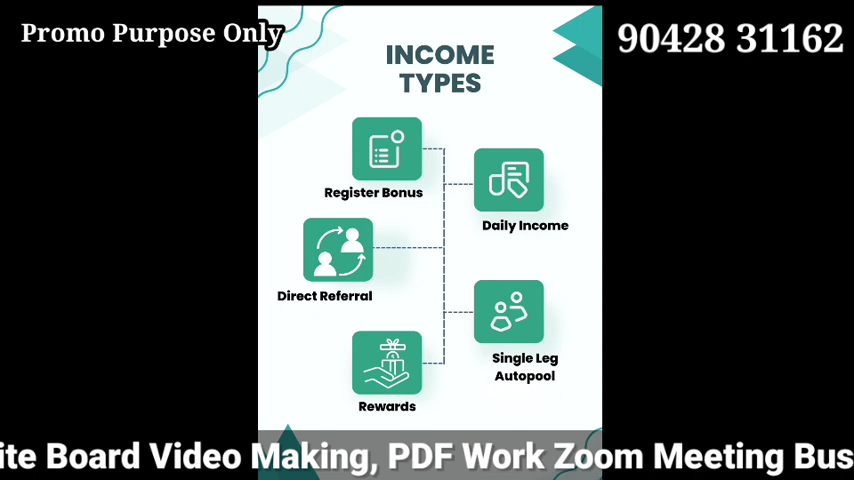 Promo Purpose Only
90428 31162
INCOME
TYPES
Register Bonus
Daily Income
Direct Referral
Single Leg
Autopool
Rewards
ite Board Video Making, PDF Work Zoom Meeting Bus